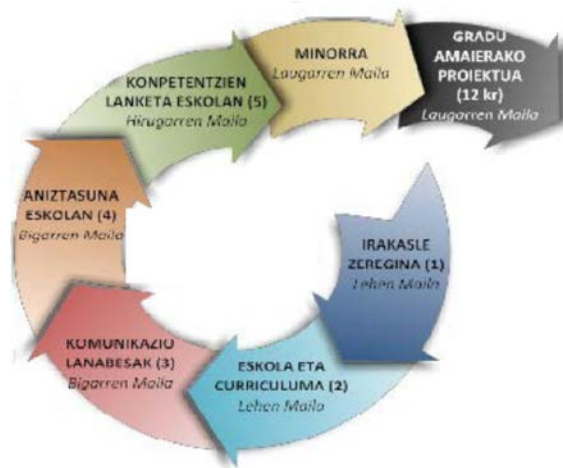 IRAKASLE
ZEREGINA (1)
Lehen Maila
ESKOLA ETA
CURRICULUMA (2)
Lehen Maila
KOMUNIKAZIO
LANABESAK (3)
Bigarren Maila
ANIZTASUNA
ESKOLAN (4)
Bigarren Maila
KONPETENTZIEN
LANKETA ESKOLAN (5)
Hirugarren Maila
MINORRA
Laugarren Maila
GRADU
AMAIERAKO
PROIEKTUA
(12 kr)
Laugarren Maila